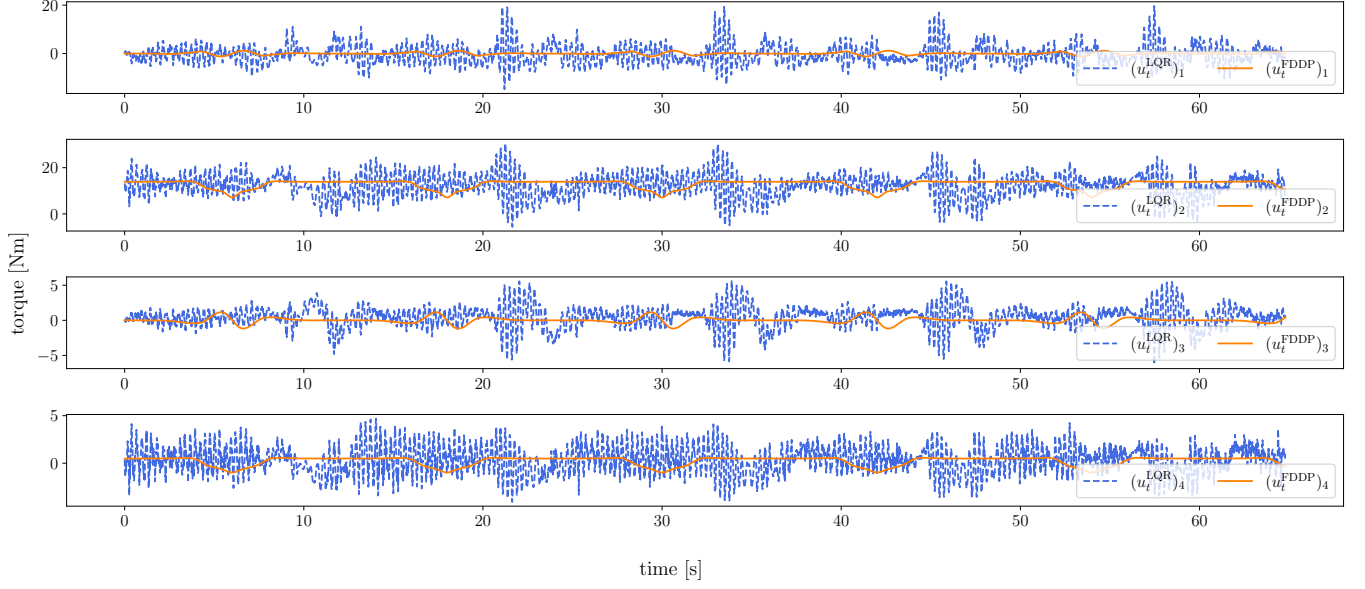 20
0
(u_t^LQR)_1 (u_t^FDDP)_1
0 10 20 30 40 50 60
20
0
(u_t^LQR)_2 (u_t^FDDP)_2
0 10 20 30 40 50 60
torque [Nm]
5
0
−5
(u_t^LQR)_3 (u_t^FDDP)_3
0 10 20 30 40 50 60
5
0
(u_t^LQR)_4 (u_t^FDDP)_4
0 10 20 30 40 50 60
time [s]